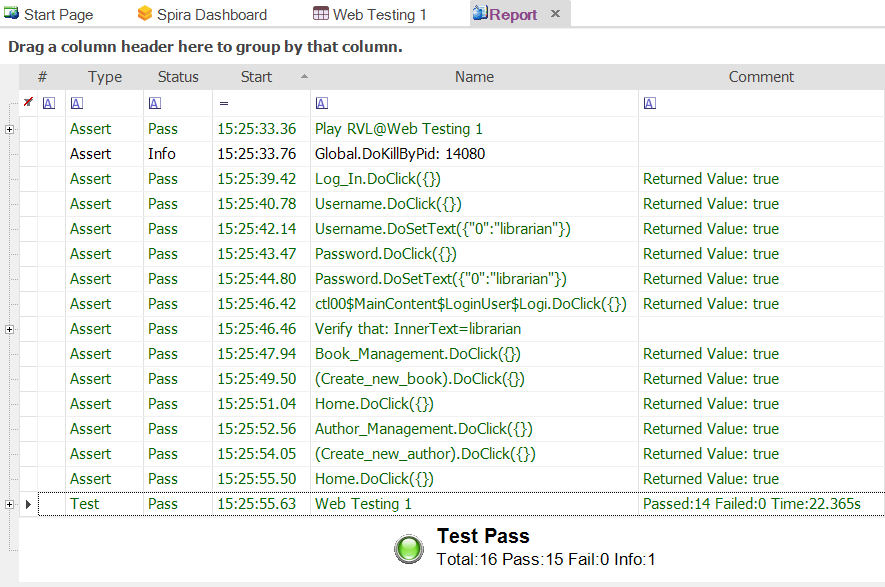 Start Page Spira Dashboard Web Testing 1 Report
Drag a column header here to group by that column.
# Type Status Start Name Comment
A A A = A A
Assert Pass 15:25:33.36 Play RVL@Web Testing 1
Assert Info 15:25:33.76 Global.DoKillByPid: 14080
Assert Pass 15:25:39.42 Log_In.DoClick({}) Returned Value: true
Assert Pass 15:25:40.78 Username.DoClick({}) Returned Value: true
Assert Pass 15:25:42.14 Username.DoSetText({"0":"librarian"}) Returned Value: true
Assert Pass 15:25:43.47 Password.DoClick({}) Returned Value: true
Assert Pass 15:25:44.80 Password.DoSetText({"0":"librarian"}) Returned Value: true
Assert Pass 15:25:46.42 ctl00$MainContent$LoginUser$Logi.DoClick({}) Returned Value: true
Assert Pass 15:25:46.46 Verify that: InnerText=librarian
Assert Pass 15:25:47.94 Book_Management.DoClick({}) Returned Value: true
Assert Pass 15:25:49.50 (Create_new_book).DoClick({}) Returned Value: true
Assert Pass 15:25:51.04 Home.DoClick({}) Returned Value: true
Assert Pass 15:25:52.56 Author_Management.DoClick({}) Returned Value: true
Assert Pass 15:25:54.05 (Create_new_author).DoClick({}) Returned Value: true
Assert Pass 15:25:55.50 Home.DoClick({}) Returned Value: true
Test Pass 15:25:55.63 Web Testing 1 Passed:14 Failed:0 Time:22.365s
Test Pass
Total:16 Pass:15 Fail:0 Info:1